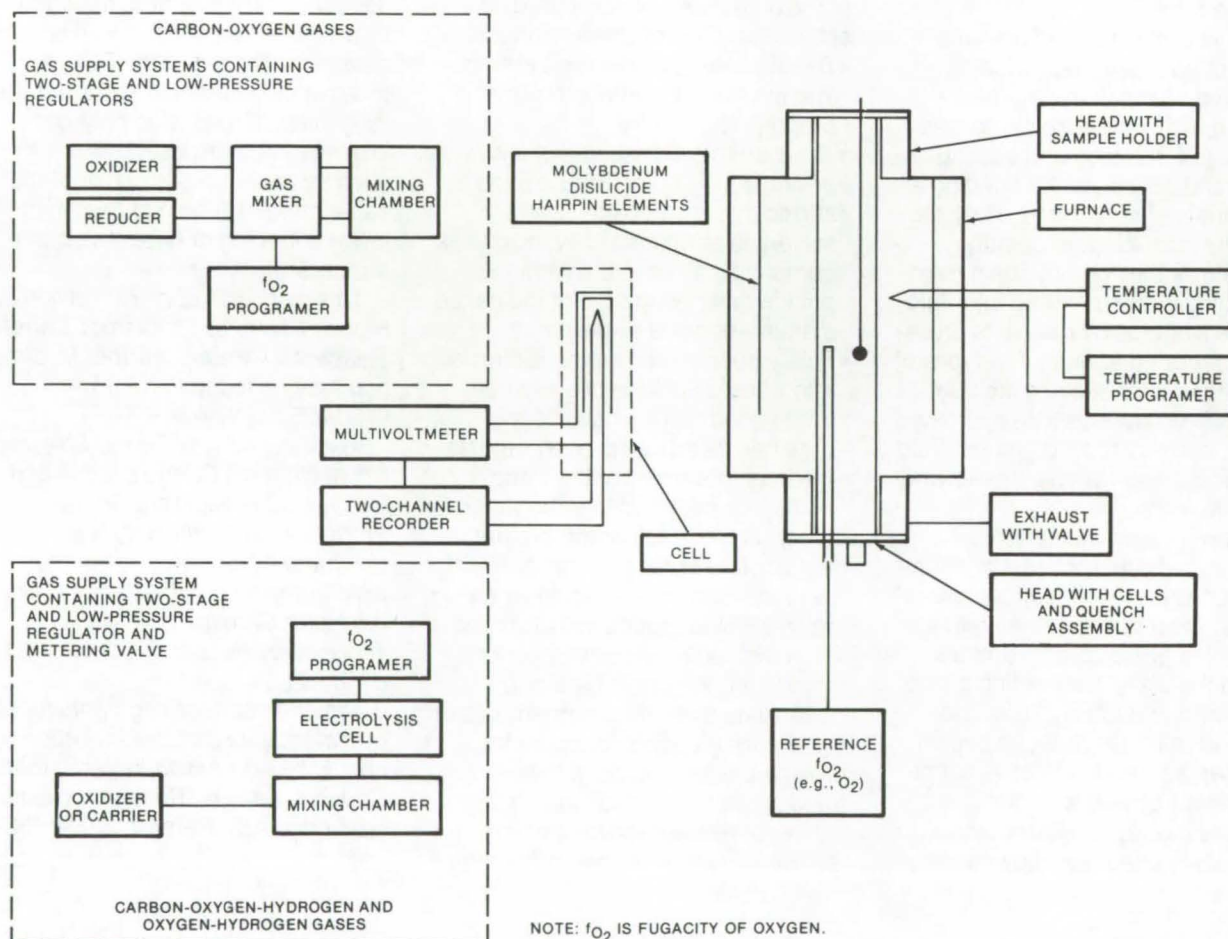 CARBON-OXYGEN GASES
GAS SUPPLY SYSTEMS CONTAINING
TWO-STAGE AND LOW-PRESSURE
REGULATORS
OXIDIZER
REDUCER
GAS
MIXER
MIXING
CHAMBER
fO2
PROGRAMER
MOLYBDENUM
DISILICIDE
HAIRPIN ELEMENTS
HEAD WITH
SAMPLE HOLDER
FURNACE
TEMPERATURE
CONTROLLER
TEMPERATURE
PROGRAMER
MULTIVOLTMETER
TWO-CHANNEL
RECORDER
CELL
EXHAUST
WITH VALVE
HEAD WITH CELLS
AND QUENCH
ASSEMBLY
REFERENCE
fO2
(e.g., O2)
GAS SUPPLY SYSTEM
CONTAINING TWO-STAGE
AND LOW-PRESSURE
REGULATOR AND
METERING VALVE
fO2
PROGRAMER
ELECTROLYSIS
CELL
OXIDIZER
OR CARRIER
MIXING CHAMBER
CARBON-OXYGEN-HYDROGEN AND
OXYGEN-HYDROGEN GASES
NOTE: fO2 IS FUGACITY OF OXYGEN.